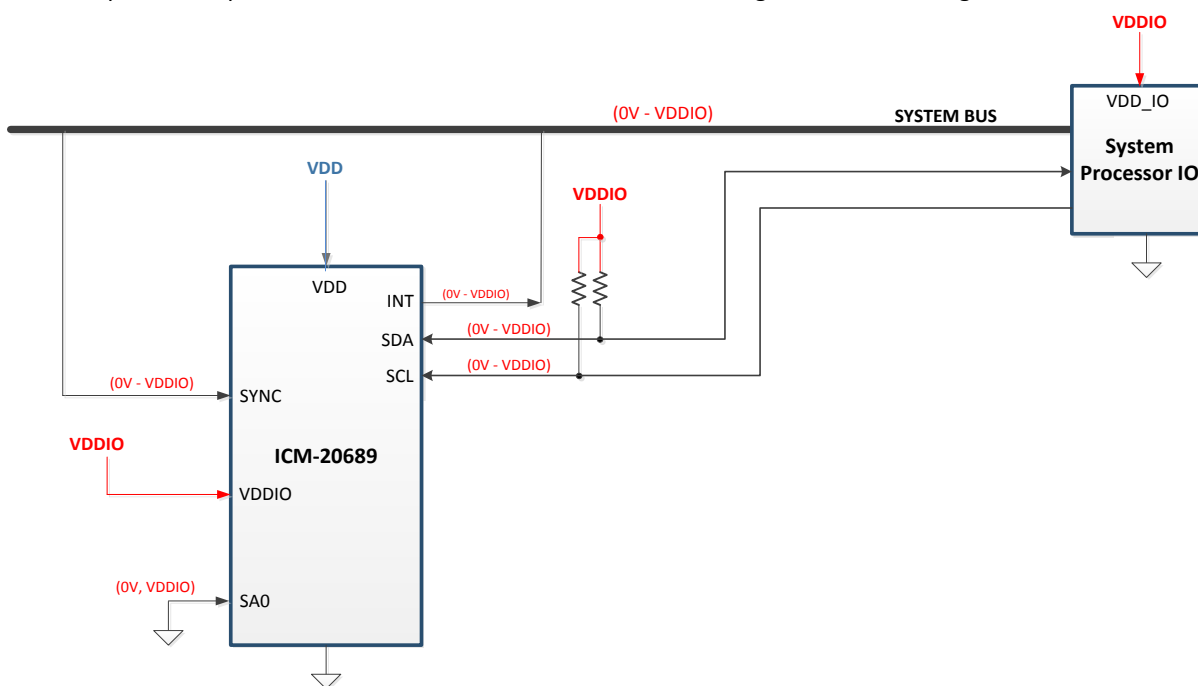 VDDIO
VDD_IO
(0V - VDDIO)
SYSTEM BUS
System
Processor IO
VDD
VDDIO
VDD
INT
(0V - VDDIO)
SDA
(0V - VDDIO)
SCL
(0V - VDDIO)
(0V - VDDIO)
SYNC
VDDIO
ICM-20689
VDDIO
(0V, VDDIO)
SA0